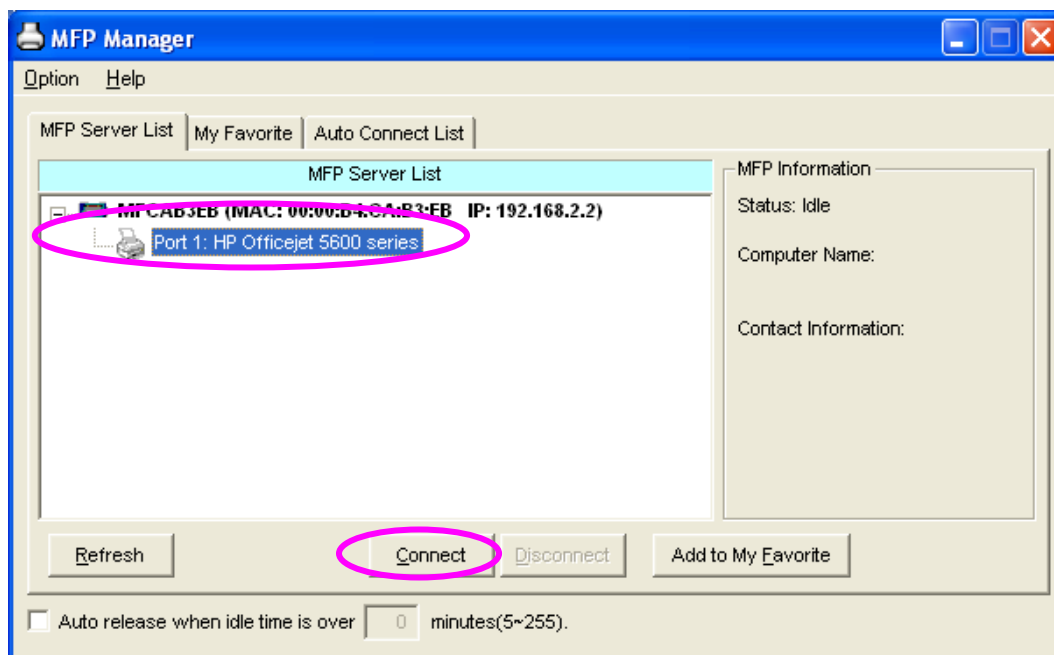 MFP Manager
Option Help
MFP Server List My Favorite Auto Connect List
MFP Server List
MFCAB3EB (MAC: 00:00:B4:CA:B3:EB IP: 192.168.2.2)
Port 1: HP Officejet 5600 series
MFP Information
Status: Idle
Computer Name:
Contact Information:
Refresh Connect Disconnect Add to My Favorite
Auto release when idle time is over 0 minutes(5~255).